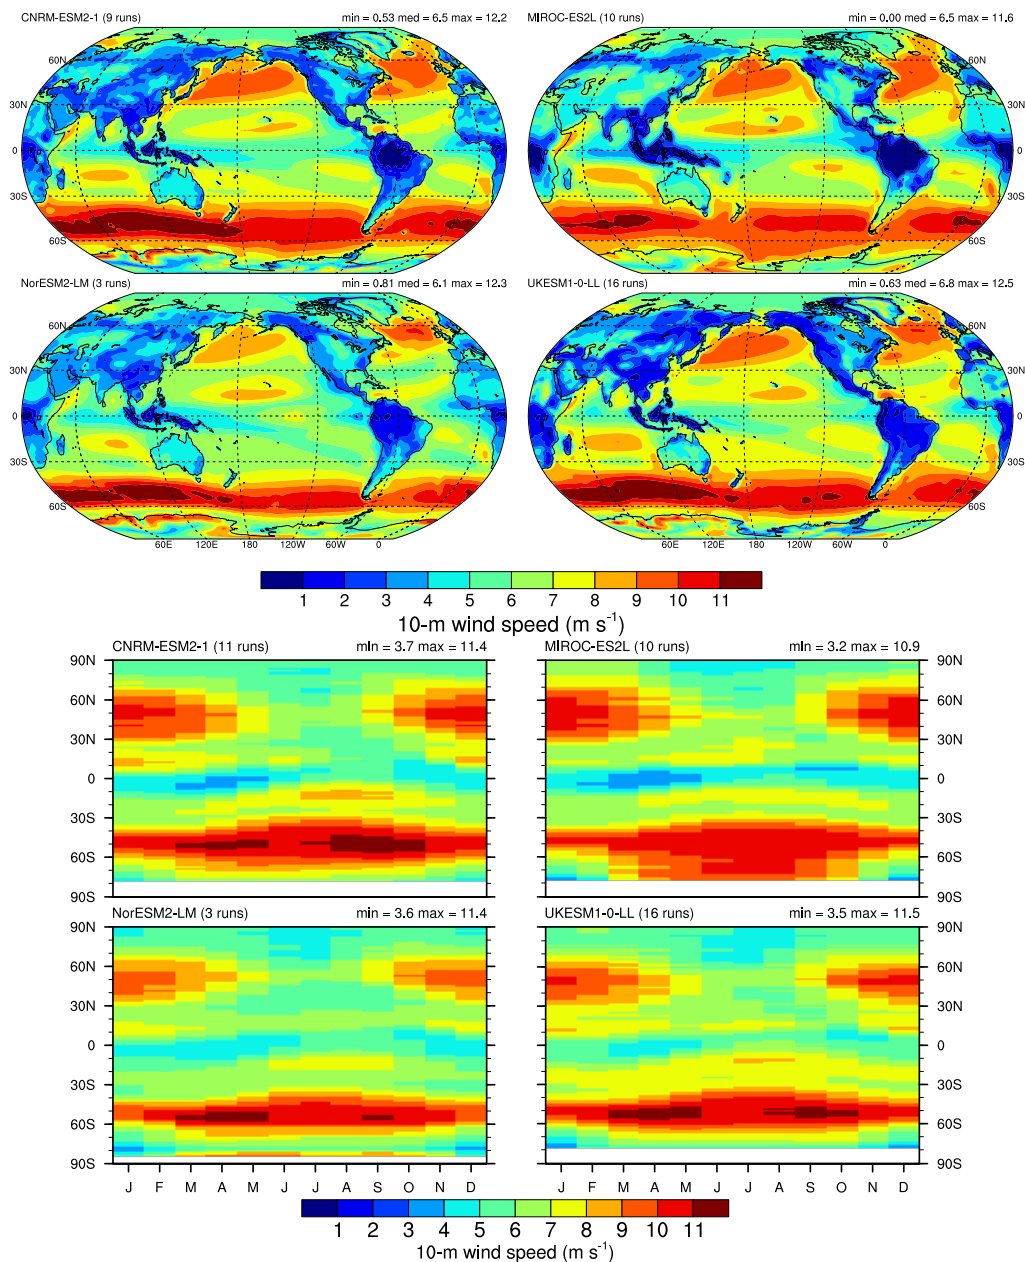 CNRM-ESM2-1 (9 runs) min = 0.53 med = 6.5 max = 12.2
MIROC-ES2L (10 runs) min = 0.00 med = 6.5 max = 11.6
60N 60N
30N 30N
0 0
30S 30S
60S 60S
NorESM2-LM (3 runs) min = 0.81 med = 6.1 max = 12.3
UKESM1-0-LL (16 runs) min = 0.63 med = 6.8 max = 12.5
60N 60N
30N 30N
0 0
30S 30S
60S 60S
60E 120E 180 120W 60W 0
60E 120E 180 120W 60W 0
1 2 3 4 5 6 7 8 9 10 11
10-m wind speed (m s⁻¹)
CNRM-ESM2-1 (11 runs) min = 3.7 max = 11.4
MIROC-ES2L (10 runs) min = 3.2 max = 10.9
90N 90N
60N 60N
30N 30N
0 0
30S 30S
60S 60S
90S 90S
NorESM2-LM (3 runs) min = 3.6 max = 11.4
UKESM1-0-LL (16 runs) min = 3.5 max = 11.5
90N 90N
60N 60N
30N 30N
0 0
30S 30S
60S 60S
90S 90S
J F M A M J J A S O N D
J F M A M J J A S O N D
1 2 3 4 5 6 7 8 9 10 11
10-m wind speed (m s⁻¹)